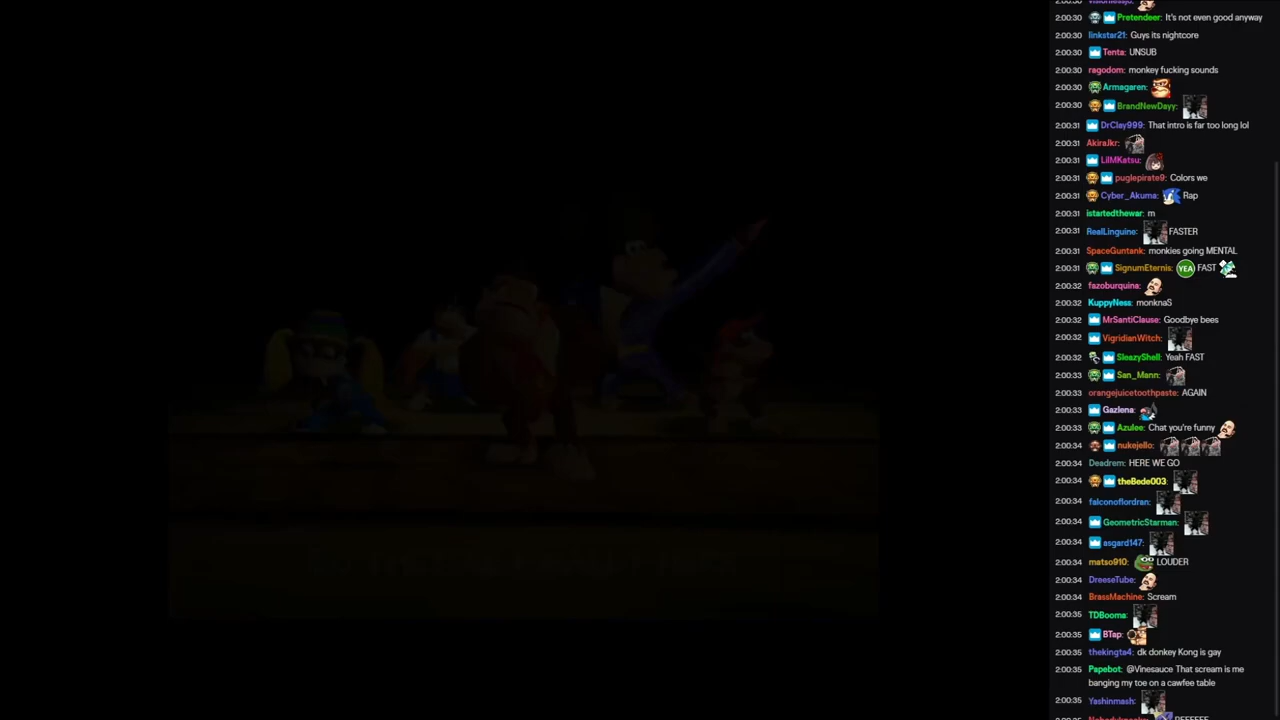 2:00:30 Pretendeer: It's not even good anyway
2:00:30 linkstar21: Guys its nightcore
2:00:30 Tenta: UNSUB
2:00:30 ragodom: monkey fucking sounds
2:00:30 Armagaren:
2:00:30 BrandNewDayy:
2:00:31 DrClay999: That intro is far too long lol
2:00:31 AkiraJkr:
2:00:31 LilMKatsu:
2:00:31 puglepirate9: Colors we
2:00:31 Cyber_Akuma: Rap
2:00:31 istartedthewar: m
2:00:31 RealLinguine: FASTER
2:00:31 SpaceGuntank: monkies going MENTAL
2:00:31 SignumEternis: YEA FAST
2:00:32 fazoburquina:
2:00:32 KuppyNess: monknaS
2:00:32 MrSantiClause: Goodbye bees
2:00:32 VigridianWitch:
2:00:32 SleazyShell: Yeah FAST
2:00:33 San_Mann:
2:00:33 orangejuicetoothpaste: AGAIN
2:00:33 Gazlena:
2:00:33 Azulee: Chat you're funny
2:00:34 nukejello:
2:00:34 Deadrem: HERE WE GO
2:00:34 theBede003:
2:00:34 falconoflordran:
2:00:34 GeometricStarman:
2:00:34 asgard147:
2:00:34 matso910: LOUDER
2:00:34 DreeseTube:
2:00:34 BrassMachine: Scream
2:00:35 TDBooms:
2:00:35 BTap:
2:00:35 thekingta4: dk donkey Kong is gay
2:00:35 Papebot: @Vinesauce That scream is me
banging my toe on a cawfee table
2:00:35 Yashinmash: